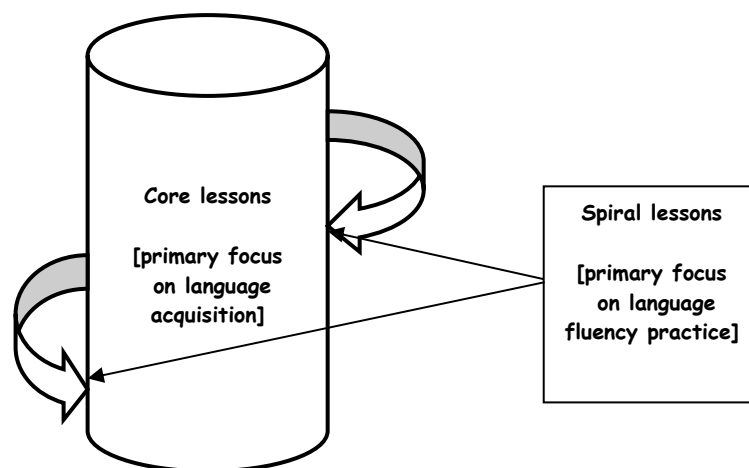 Core lessons
[primary focus
on language
acquisition]
Spiral lessons
[primary focus
on language
fluency practice]